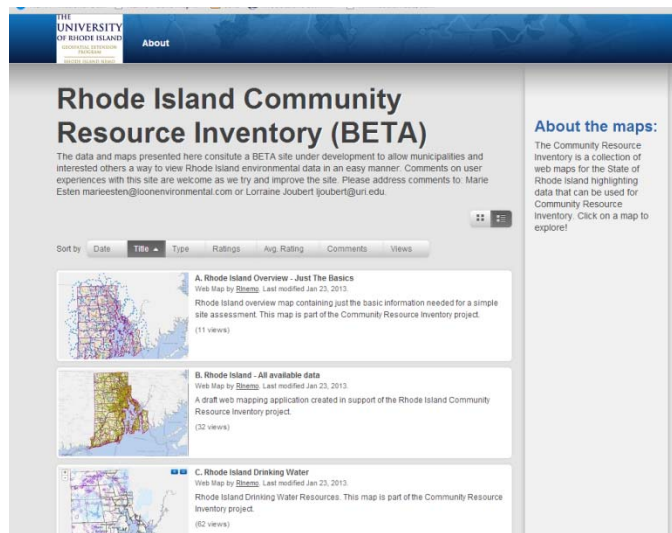 THE
UNIVERSITY
OF RHODE ISLAND
GEOSPATIAL EXTENSION
PROGRAM
RHODE ISLAND NEMO
About
Rhode Island Community
Resource Inventory (BETA)
The data and maps presented here consitute a BETA site under development to allow municipalities and
interested others a way to view Rhode Island environmental data in an easy manner. Comments on user
experiences with this site are welcome as we try and improve the site. Please address comments to: Marie
Esten marieesten@loonenvironmental.com or Lorraine Joubert ljoubert@uri.edu.
Sort by Date Title Type Ratings Avg. Rating Comments Views
A. Rhode Island Overview - Just The Basics
Web Map by RInemo. Last modified Jan 23, 2013.
Rhode Island overview map containing just the basic information needed for a simple
site assessment. This map is part of the Community Resource Inventory project.
(11 views)
B. Rhode Island - All available data
Web Map by RInemo. Last modified Jan 23, 2013.
A draft web mapping application created in support of the Rhode Island Community
Resource Inventory project.
(32 views)
C. Rhode Island Drinking Water
Web Map by RInemo. Last modified Jan 23, 2013.
Rhode Island Drinking Water Resources. This map is part of the Community Resource
Inventory project.
(62 views)
About the maps:
The Community Resource
Inventory is a collection of
web maps for the State of
Rhode Island highlighting
data that can be used for
Community Resource
Inventory. Click on a map to
explore!